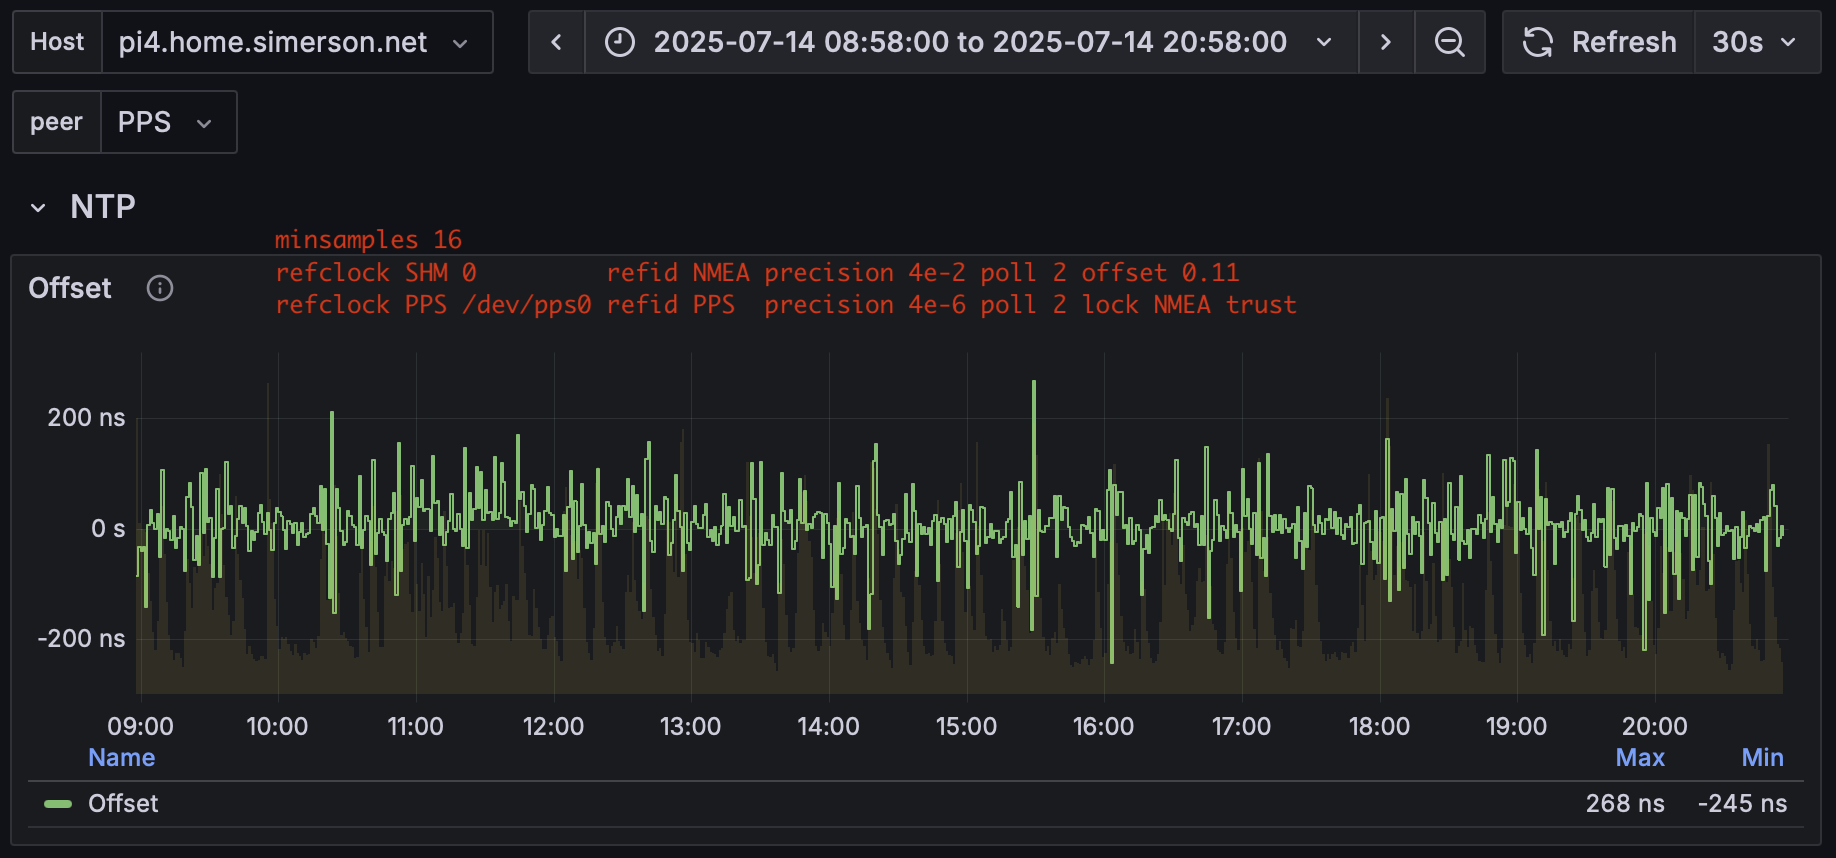 Host pi4.home.simerson.net 2025-07-14 08:58:00 to 2025-07-14 20:58:00 Refresh 30s
peer PPS
NTP
minsamples 16
refclock SHM 0 refid NMEA precision 4e-2 poll 2 offset 0.11
Offset
refclock PPS /dev/pps0 refid PPS precision 4e-6 poll 2 lock NMEA trust
200 ns
0 s
-200 ns
09:00 10:00 11:00 12:00 13:00 14:00 15:00 16:00 17:00 18:00 19:00 20:00
Name Max Min
Offset 268 ns -245 ns